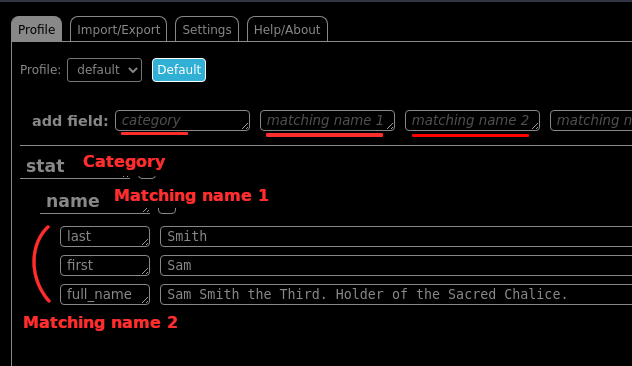 Profile Import/Export Settings Help/About
Profile: default Default
add field: category matching name 1 matching name 2 matching n
stat Category
name Matching name 1
last Smith
first Sam
full_name Sam Smith the Third. Holder of the Sacred Chalice.
Matching name 2